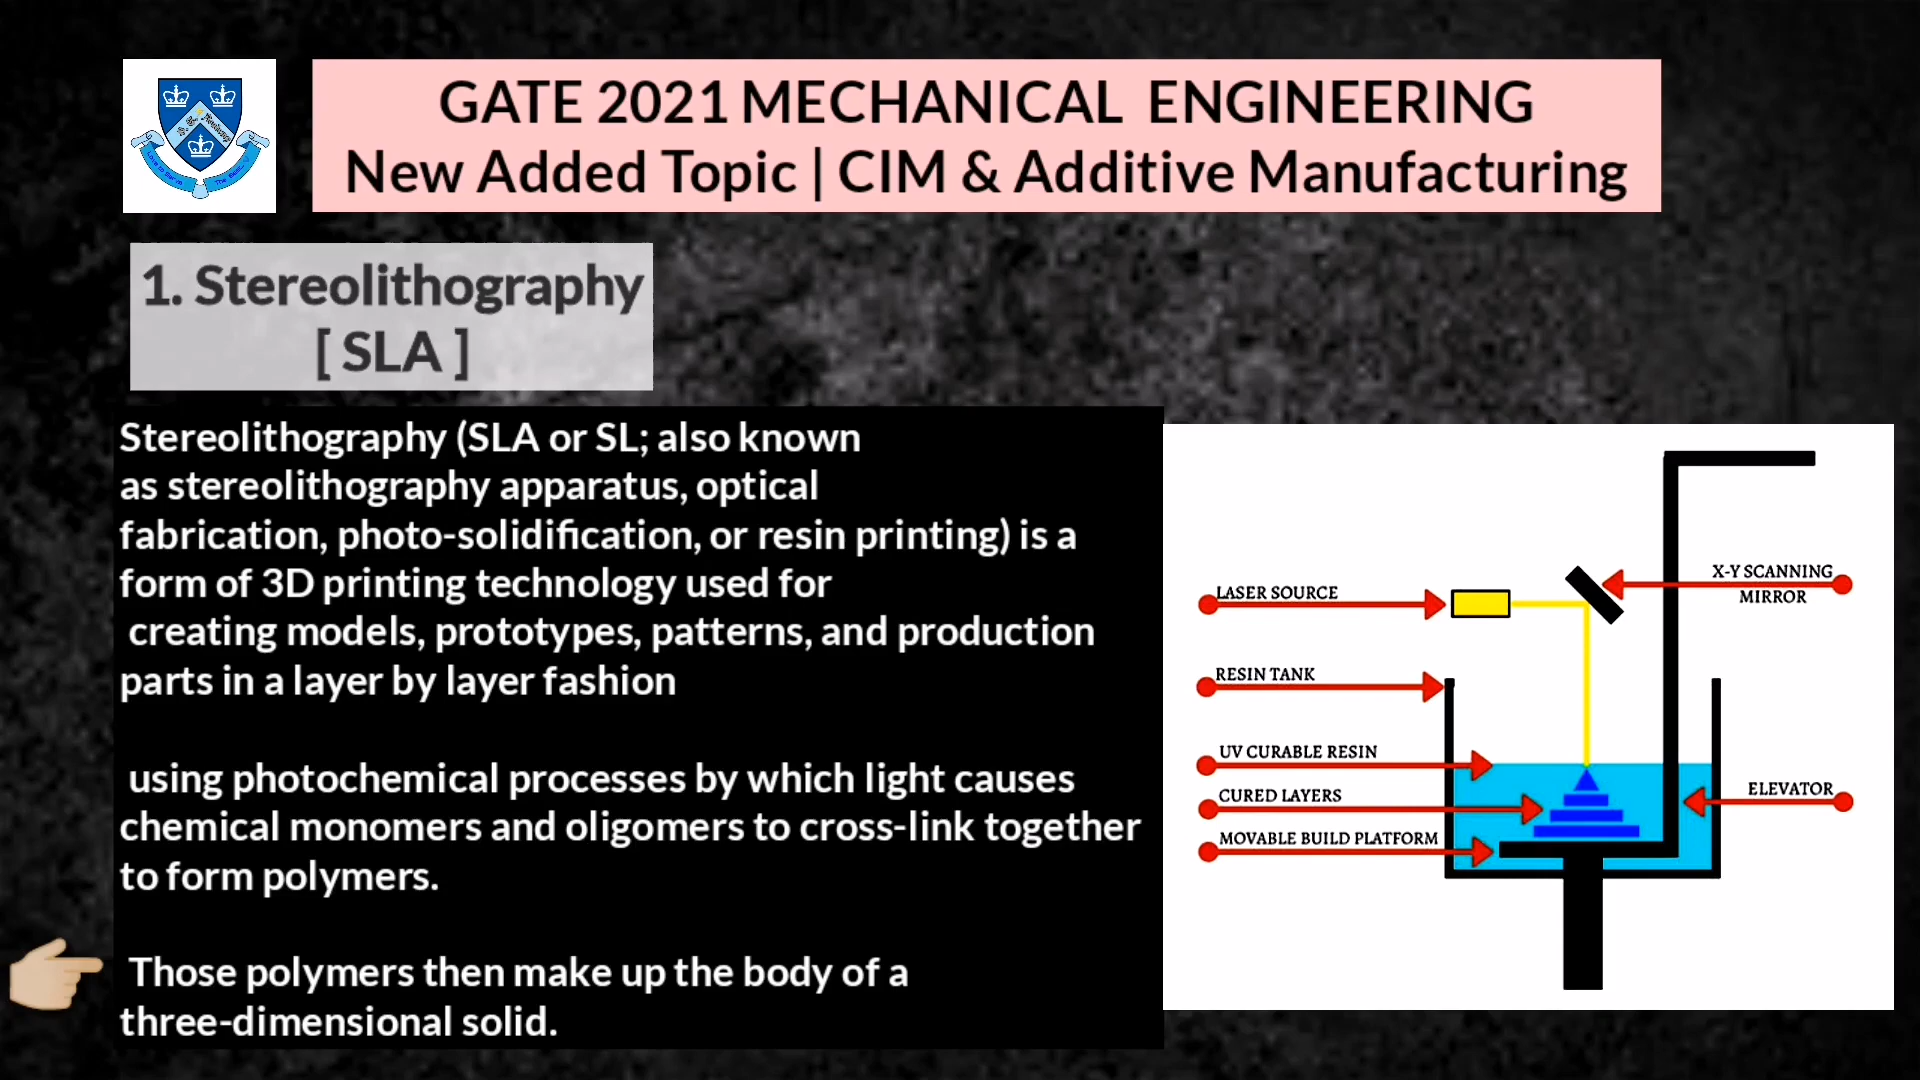 GATE 2021 MECHANICAL ENGINEERING
New Added Topic | CIM & Additive Manufacturing
1. Stereolithography
[ SLA ]
Stereolithography (SLA or SL; also known
as stereolithography apparatus, optical
fabrication, photo-solidification, or resin printing) is a
form of 3D printing technology used for
creating models, prototypes, patterns, and production
parts in a layer by layer fashion
using photochemical processes by which light causes
chemical monomers and oligomers to cross-link together
to form polymers.
Those polymers then make up the body of a
three-dimensional solid.
LASER SOURCE
X-Y SCANNING
MIRROR
RESIN TANK
UV CURABLE RESIN
CURED LAYERS
ELEVATOR
MOVABLE BUILD PLATFORM